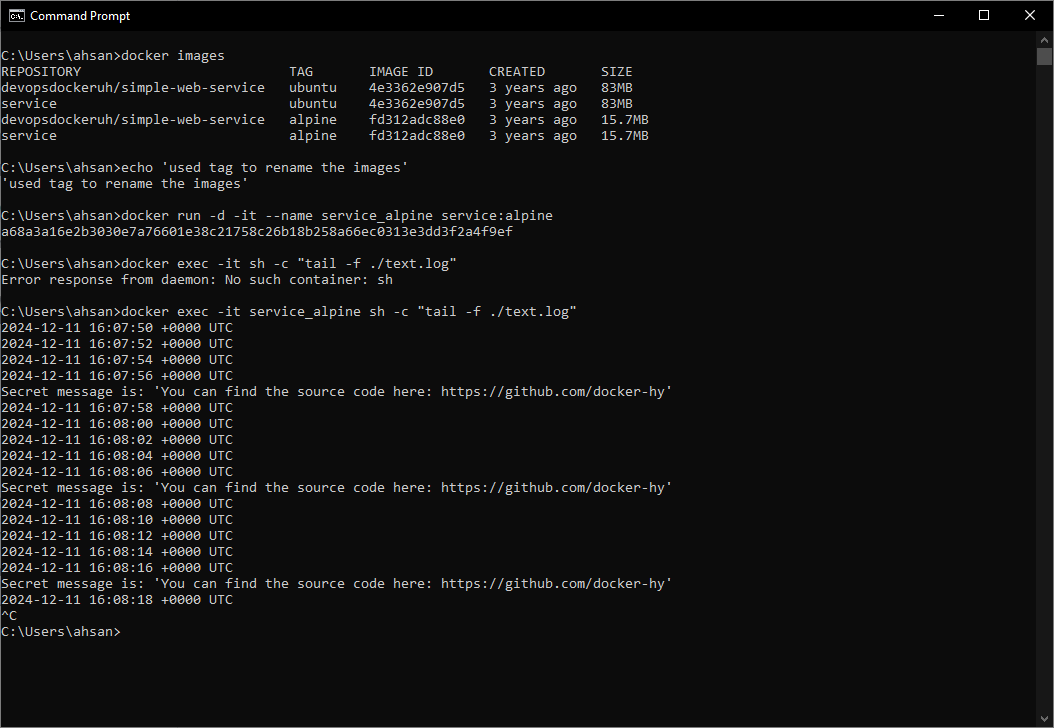 Command Prompt
C:\Users\ahsan>docker images
REPOSITORY                          TAG       IMAGE ID       CREATED       SIZE
devopsdockeruh/simple-web-service   ubuntu    4e3362e907d5   3 years ago   83MB
service                             ubuntu    4e3362e907d5   3 years ago   83MB
devopsdockeruh/simple-web-service   alpine    fd312adc88e0   3 years ago   15.7MB
service                             alpine    fd312adc88e0   3 years ago   15.7MB
C:\Users\ahsan>echo 'used tag to rename the images'
'used tag to rename the images'
C:\Users\ahsan>docker run -d -it --name service_alpine service:alpine
a68a3a16e2b3030e7a76601e38c21758c26b18b258a66ec0313e3dd3f2a4f9ef
C:\Users\ahsan>docker exec -it sh -c "tail -f ./text.log"
Error response from daemon: No such container: sh
C:\Users\ahsan>docker exec -it service_alpine sh -c "tail -f ./text.log"
2024-12-11 16:07:50 +0000 UTC
2024-12-11 16:07:52 +0000 UTC
2024-12-11 16:07:54 +0000 UTC
2024-12-11 16:07:56 +0000 UTC
Secret message is: 'You can find the source code here: https://github.com/docker-hy'
2024-12-11 16:07:58 +0000 UTC
2024-12-11 16:08:00 +0000 UTC
2024-12-11 16:08:02 +0000 UTC
2024-12-11 16:08:04 +0000 UTC
2024-12-11 16:08:06 +0000 UTC
Secret message is: 'You can find the source code here: https://github.com/docker-hy'
2024-12-11 16:08:08 +0000 UTC
2024-12-11 16:08:10 +0000 UTC
2024-12-11 16:08:12 +0000 UTC
2024-12-11 16:08:14 +0000 UTC
2024-12-11 16:08:16 +0000 UTC
Secret message is: 'You can find the source code here: https://github.com/docker-hy'
2024-12-11 16:08:18 +0000 UTC
^C
C:\Users\ahsan>